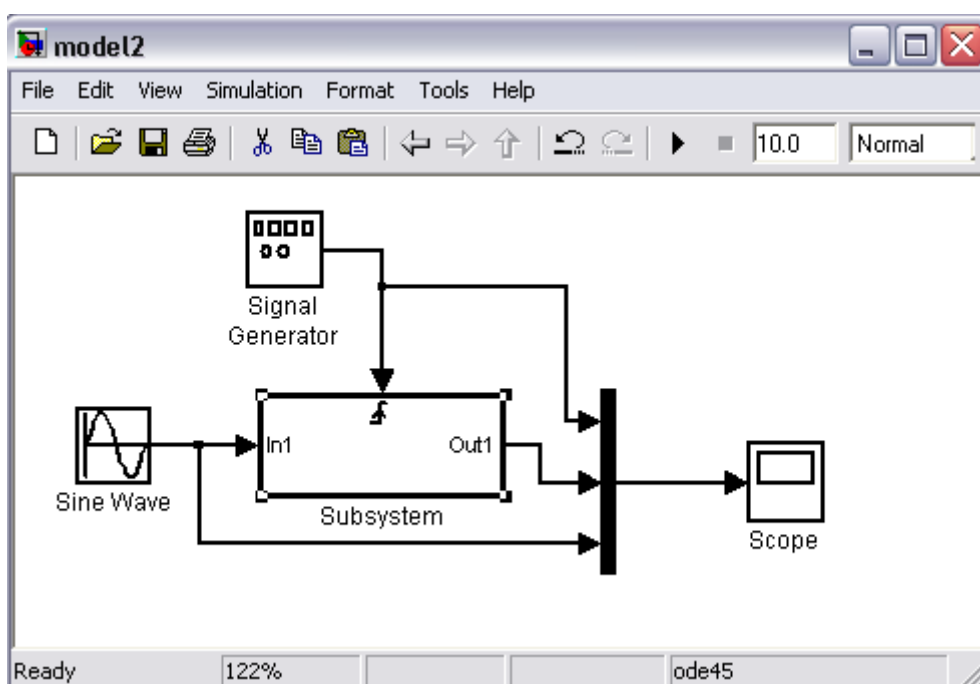 model2
File Edit View Simulation Format Tools Help
10.0 Normal
Signal
Generator
In1 Out1
Sine Wave
Subsystem
Scope
Ready 122% ode45